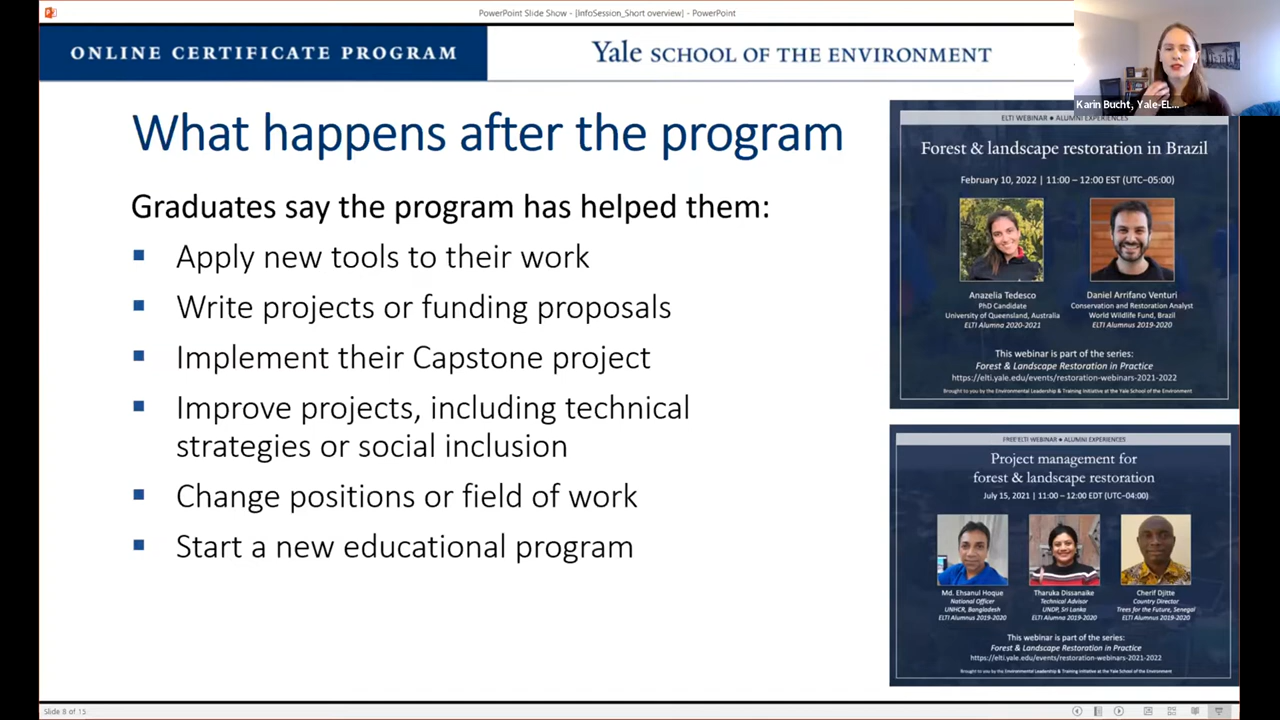 PowerPoint Slide Show - [InfoSession_Short overview] - PowerPoint
ONLINE CERTIFICATE PROGRAM
Yale SCHOOL OF THE ENVIRONMENT
Karin Bucht, Yale-EL...
What happens after the program
Graduates say the program has helped them:
Apply new tools to their work
Write projects or funding proposals
Implement their Capstone project
Improve projects, including technical
strategies or social inclusion
Change positions or field of work
Start a new educational program
ELTI WEBINAR ● ALUMNI EXPERIENCES
Forest & landscape restoration in Brazil
February 10, 2022 | 11:00 – 12:00 EST (UTC−05:00)
Anazelia Tedesco
PhD Candidate
University of Queensland, Australia
ELTI Alumna 2020-2021
Daniel Arrifano Venturi
Conservation and Restoration Analyst
World Wildlife Fund, Brazil
ELTI Alumnus 2019-2020
This webinar is part of the series:
Forest & Landscape Restoration in Practice
https://elti.yale.edu/events/restoration-webinars-2021-2022
Brought to you by the Environmental Leadership & Training Initiative at the Yale School of the Environment
FREE ELTI WEBINAR ● ALUMNI EXPERIENCES
Project management for
forest & landscape restoration
July 15, 2021 | 11:00 – 12:00 EDT (UTC−04:00)
Md. Ehsanul Hoque
National Officer
UNHCR, Bangladesh
ELTI Alumnus 2019-2020
Tharuka Dissanaike
Technical Advisor
UNDP, Sri Lanka
ELTI Alumna 2019-2020
Cherif Djitte
Country Director
Trees for the Future, Senegal
ELTI Alumnus 2019-2020
This webinar is part of the series:
Forest & Landscape Restoration in Practice
https://elti.yale.edu/events/restoration-webinars-2021-2022
Brought to you by the Environmental Leadership & Training Initiative at the Yale School of the Environment
Slide 8 of 15